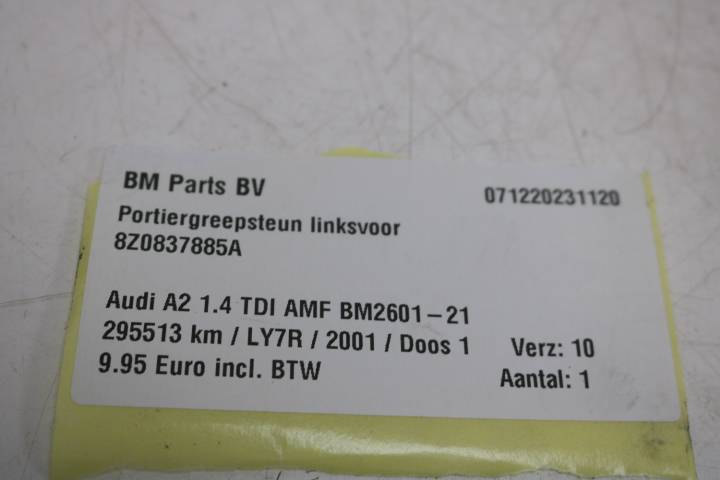 BM Parts BV 071220231120
Portiergreepsteun linksvoor
8Z0837885A
Audi A2 1.4 TDI AMF BM2601-21
295513 km / LY7R / 2001 / Doos 1 Verz: 10
9.95 Euro incl. BTW Aantal: 1